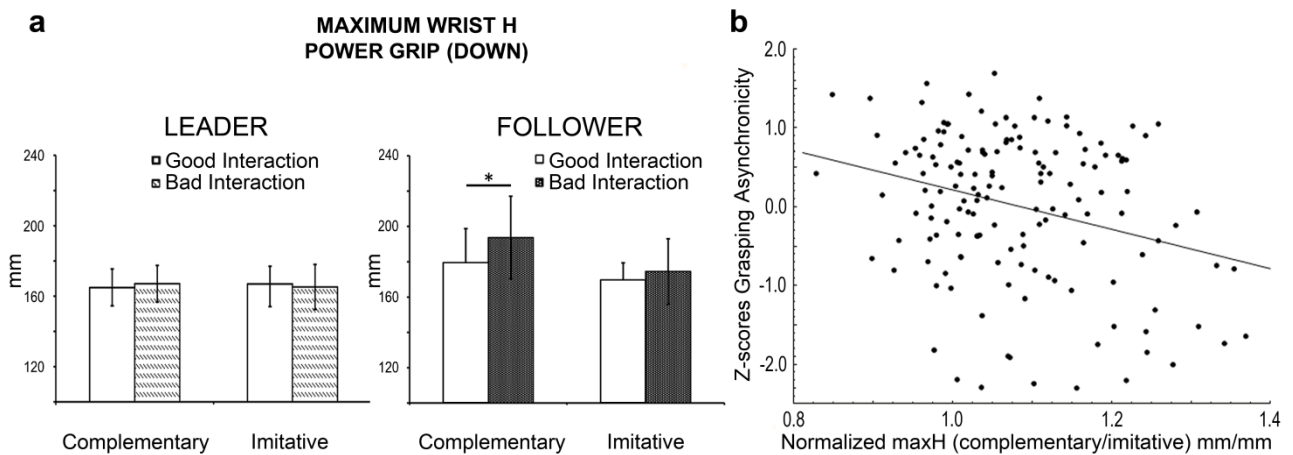 a
MAXIMUM WRIST H
POWER GRIP (DOWN)
LEADER
Good Interaction
Bad Interaction
240
200
160
120
mm
Complementary
Imitative
FOLLOWER
Good Interaction
Bad Interaction
*
240
200
160
120
mm
Complementary
Imitative
b
Z-scores Grasping Asynchronicity
2.0
1.0
0.0
-1.0
-2.0
0.8
1.0
1.2
1.4
Normalized maxH (complementary/imitative) mm/mm